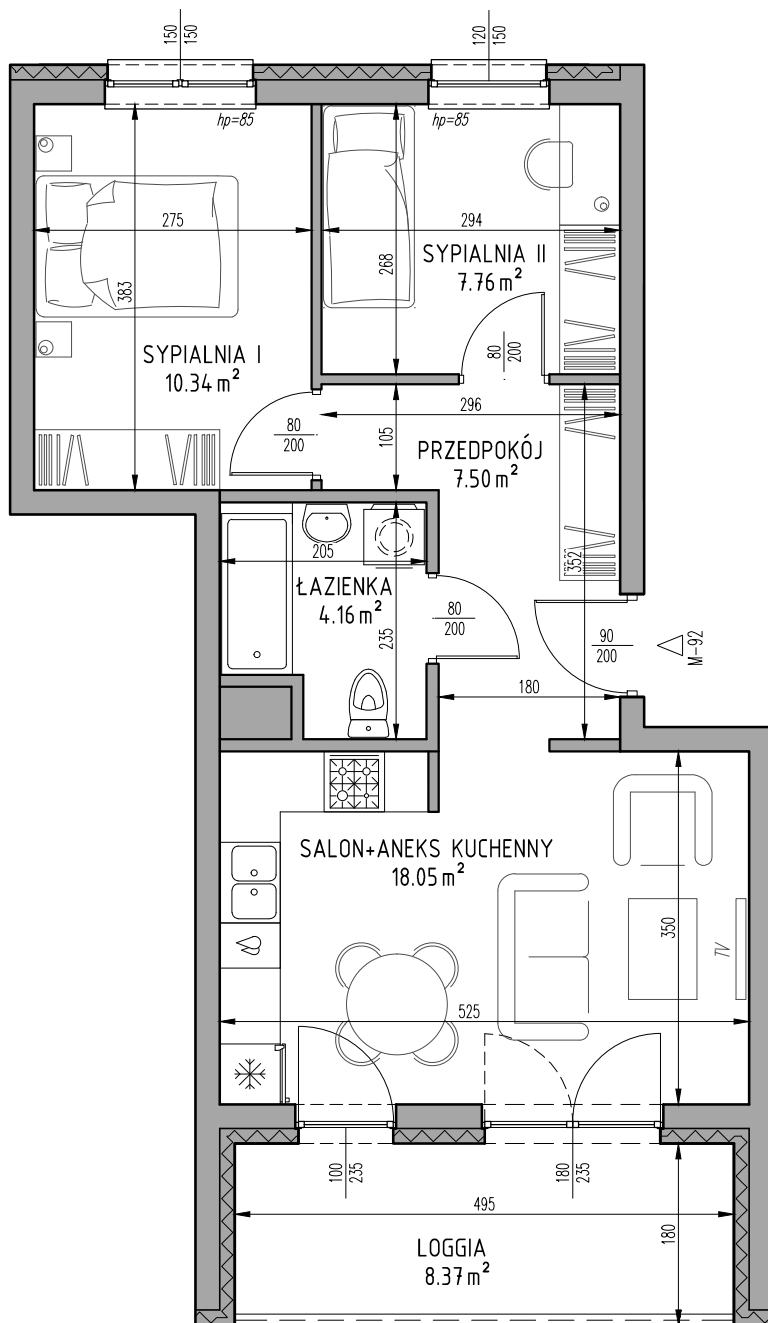 150
150
120
150
hp=85
hp=85
275
294
383
268
SYPIALNIA II
7.76 m²
SYPIALNIA I
10.34 m²
80
200
296
80
200
105
PRZEDPOKÓJ
7.50 m²
205
352
ŁAZIENKA
4.16 m²
235
80
200
90
200
M-92
180
SALON+ANEKS KUCHENNY
18.05 m²
350
TV
525
100
235
180
235
495
180
LOGGIA
8.37 m²